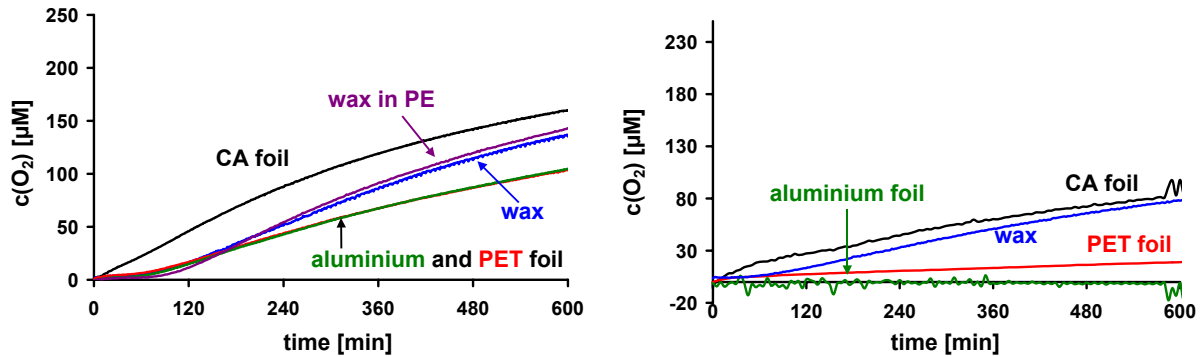 250
200
150
100
50
0
c(O₂) [µM]
wax in PE
CA foil
wax
aluminium and PET foil
0 120 240 360 480 600
time [min]
230
180
130
80
30
-20
c(O₂) [µM]
aluminium foil
CA foil
wax
PET foil
0 120 240 360 480 600
time [min]